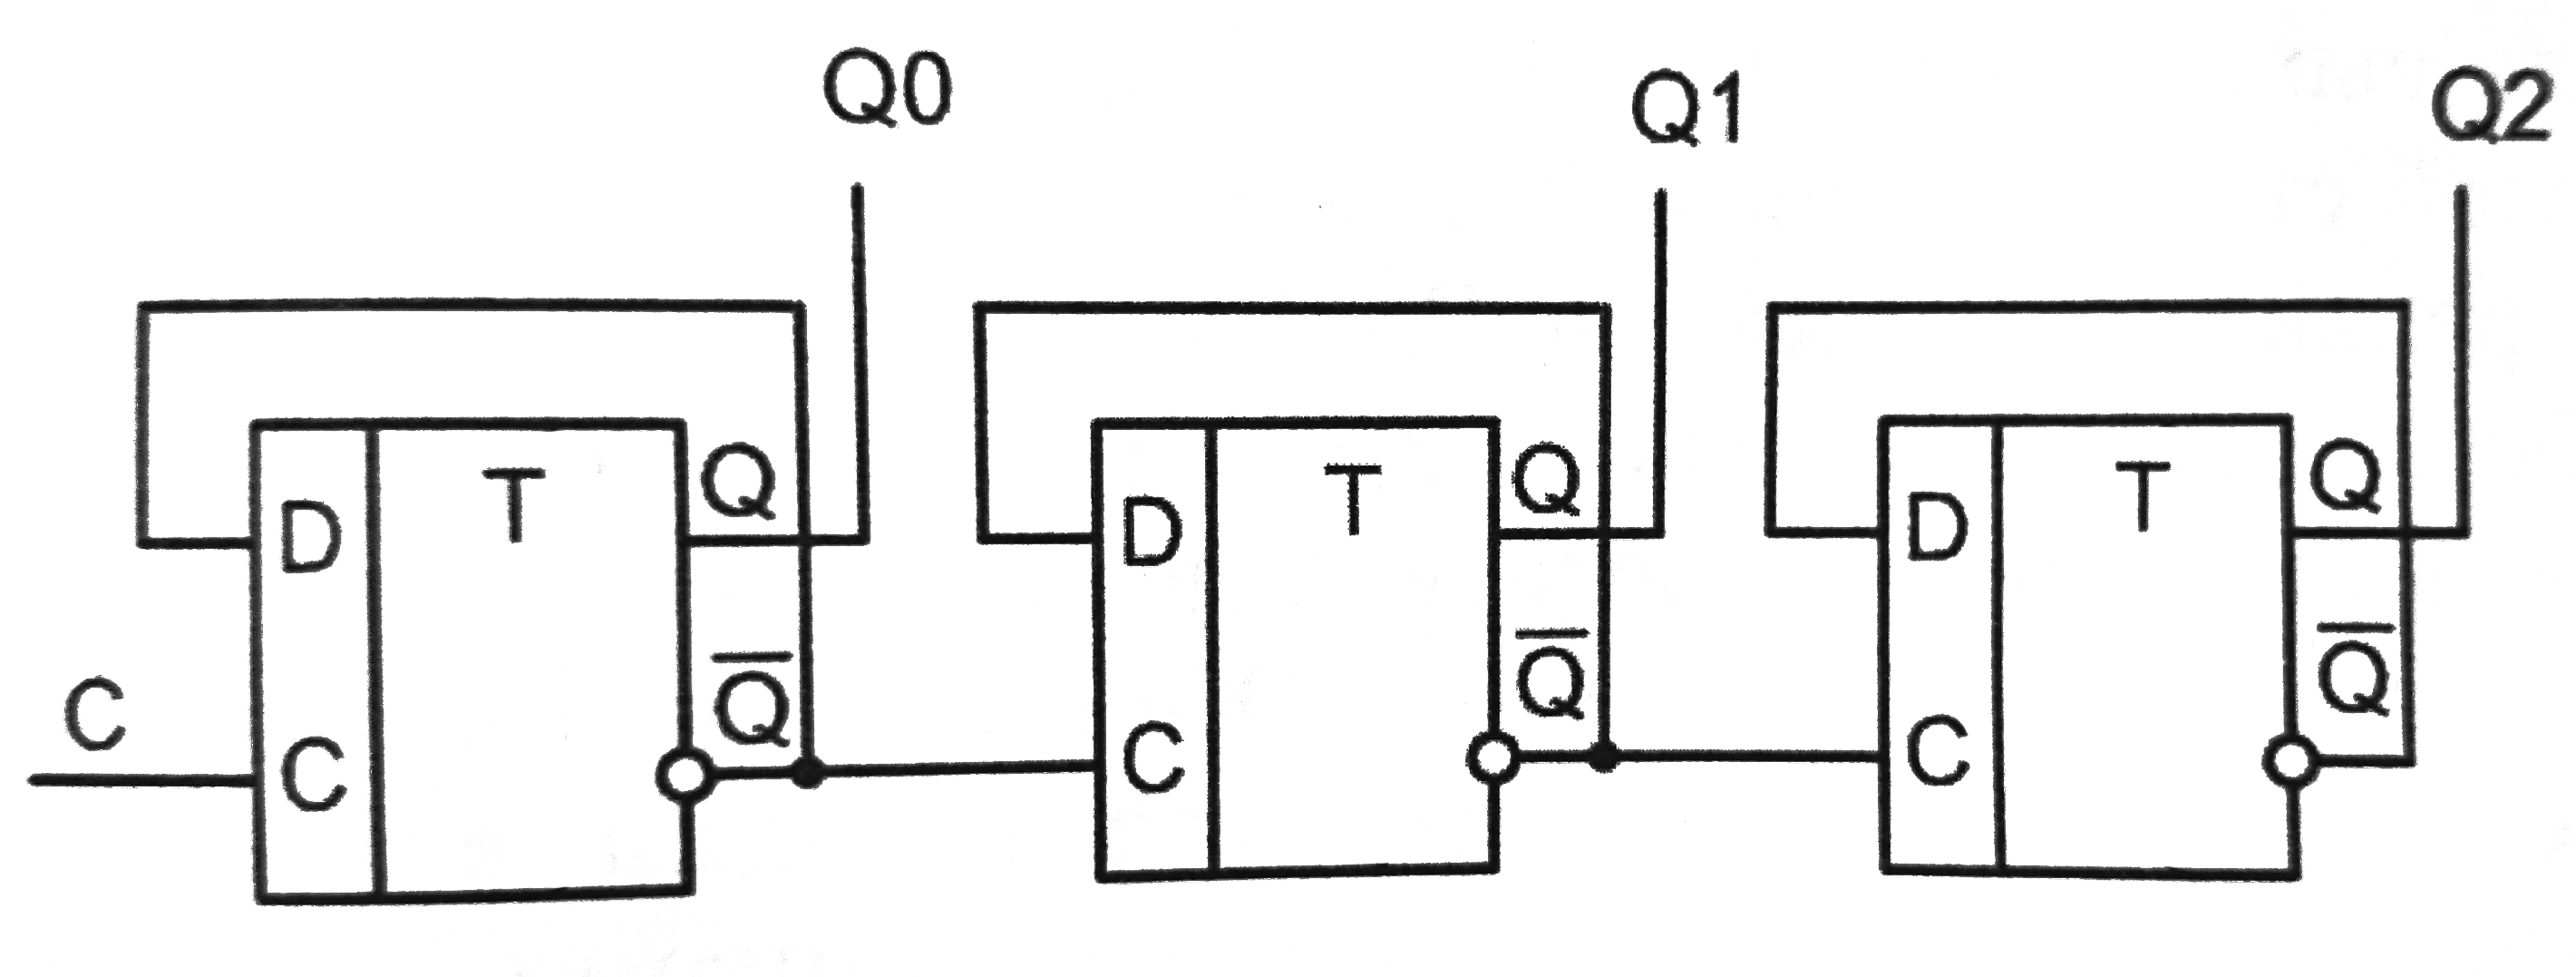 Q0 Q1 Q2
T Q T Q T Q
D D D
Q̅ Q̅ Q̅
C C C C